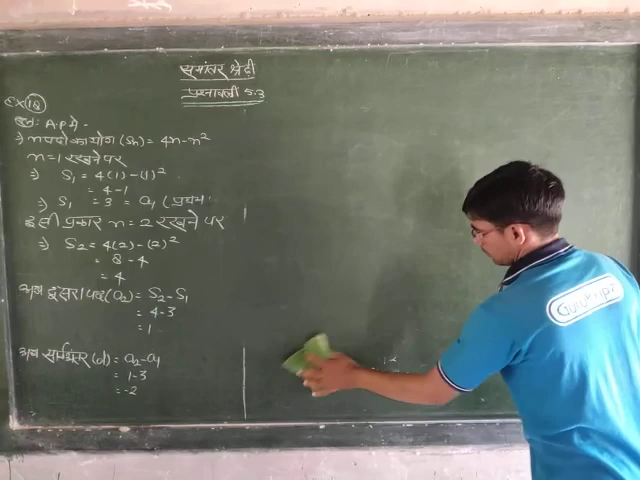 समांतर श्रेढी
प्रश्नावली 5.3
Ex 18
हल: A.P में -
⇒ n पदो का योग (Sn) = 4n - n²
n = 1 रखने पर
⇒ S₁ = 4(1) - (1)²
= 4 - 1
⇒ S₁ = 3 = a₁ (प्रथम
इसी प्रकार n = 2 रखने पर
⇒ S₂ = 4(2) - (2)²
= 8 - 4
= 4
अब दूसरा पद (a₂) = S₂ - S₁
= 4 - 3
= 1
अब सार्वअंतर (d) = a₂ - a₁
= 1 - 3
= -2